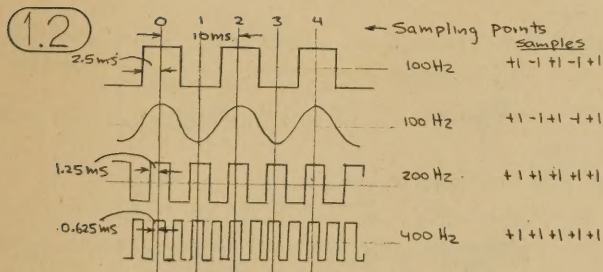 1.2
0 1 2 3 4 ← Sampling points
10ms. samples
2.5ms 100Hz +1 -1 +1 -1 +1
100 Hz +1 -1 +1 -1 +1
1.25ms 200 Hz. +1 +1 +1 +1 +1
.0.625ms 400 Hz +1 +1 +1 +1 +1